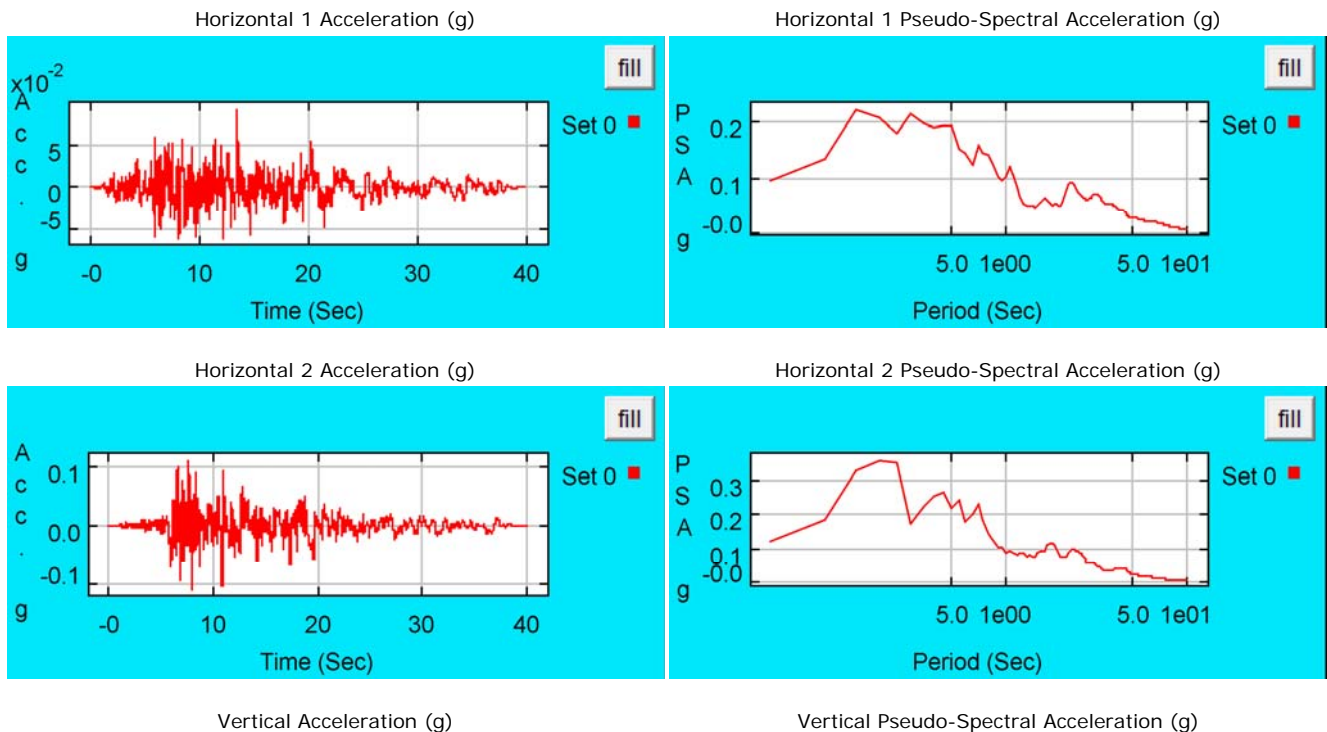 Horizontal 1 Acceleration (g)
fill
x10-2
Acc. g
5
0
-5
Set 0
-0 10 20 30 40
Time (Sec)
Horizontal 1 Pseudo-Spectral Acceleration (g)
fill
PSA g
0.2
0.1
-0.0
Set 0
5.0 1e00 5.0 1e01
Period (Sec)
Horizontal 2 Acceleration (g)
fill
Acc. g
0.1
0.0
-0.1
Set 0
-0 10 20 30 40
Time (Sec)
Horizontal 2 Pseudo-Spectral Acceleration (g)
fill
PSA g
0.3
0.2
0.1
-0.0
Set 0
5.0 1e00 5.0 1e01
Period (Sec)
Vertical Acceleration (g)
Vertical Pseudo-Spectral Acceleration (g)